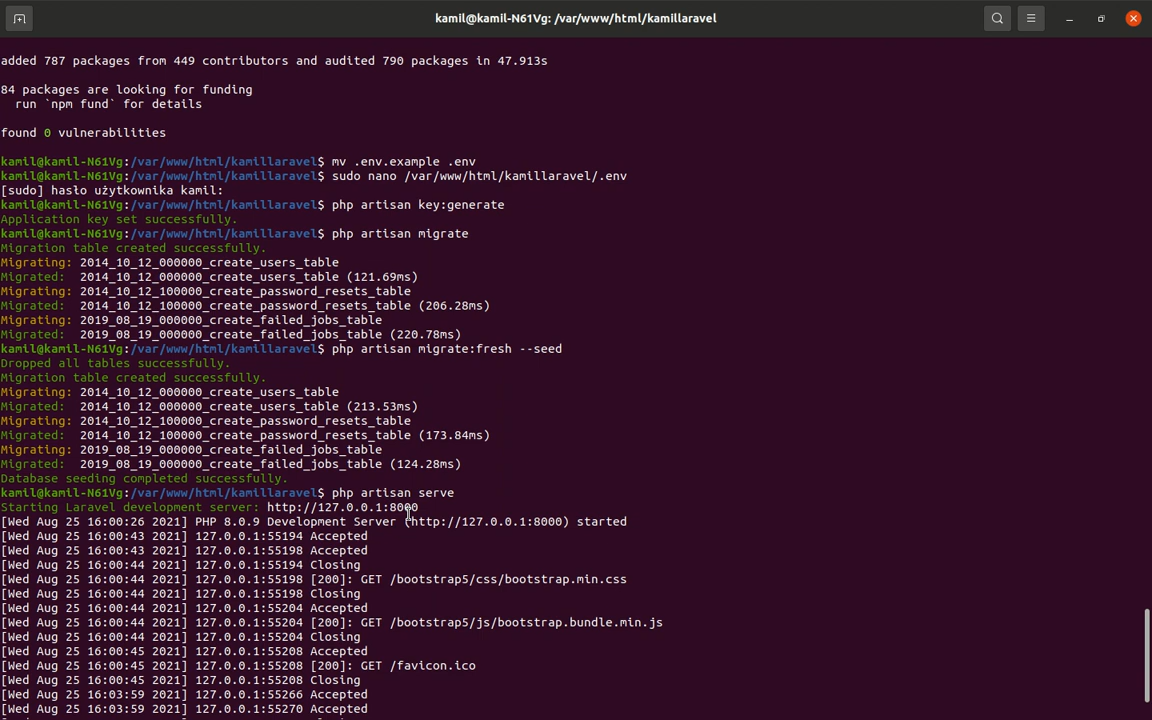 kamil@kamil-N61Vg: /var/www/html/kamillaravel
added 787 packages from 449 contributors and audited 790 packages in 47.913s
84 packages are looking for funding
  run `npm fund` for details
found 0 vulnerabilities
kamil@kamil-N61Vg:/var/www/html/kamillaravel$ mv .env.example .env
kamil@kamil-N61Vg:/var/www/html/kamillaravel$ sudo nano /var/www/html/kamillaravel/.env
[sudo] hasło użytkownika kamil:
kamil@kamil-N61Vg:/var/www/html/kamillaravel$ php artisan key:generate
Application key set successfully.
kamil@kamil-N61Vg:/var/www/html/kamillaravel$ php artisan migrate
Migration table created successfully.
Migrating: 2014_10_12_000000_create_users_table
Migrated:  2014_10_12_000000_create_users_table (121.69ms)
Migrating: 2014_10_12_100000_create_password_resets_table
Migrated:  2014_10_12_100000_create_password_resets_table (206.28ms)
Migrating: 2019_08_19_000000_create_failed_jobs_table
Migrated:  2019_08_19_000000_create_failed_jobs_table (220.78ms)
kamil@kamil-N61Vg:/var/www/html/kamillaravel$ php artisan migrate:fresh --seed
Dropped all tables successfully.
Migration table created successfully.
Migrating: 2014_10_12_000000_create_users_table
Migrated:  2014_10_12_000000_create_users_table (213.53ms)
Migrating: 2014_10_12_100000_create_password_resets_table
Migrated:  2014_10_12_100000_create_password_resets_table (173.84ms)
Migrating: 2019_08_19_000000_create_failed_jobs_table
Migrated:  2019_08_19_000000_create_failed_jobs_table (124.28ms)
Database seeding completed successfully.
kamil@kamil-N61Vg:/var/www/html/kamillaravel$ php artisan serve
Starting Laravel development server: http://127.0.0.1:8000
[Wed Aug 25 16:00:26 2021] PHP 8.0.9 Development Server (http://127.0.0.1:8000) started
[Wed Aug 25 16:00:43 2021] 127.0.0.1:55194 Accepted
[Wed Aug 25 16:00:43 2021] 127.0.0.1:55198 Accepted
[Wed Aug 25 16:00:44 2021] 127.0.0.1:55194 Closing
[Wed Aug 25 16:00:44 2021] 127.0.0.1:55198 [200]: GET /bootstrap5/css/bootstrap.min.css
[Wed Aug 25 16:00:44 2021] 127.0.0.1:55198 Closing
[Wed Aug 25 16:00:44 2021] 127.0.0.1:55204 Accepted
[Wed Aug 25 16:00:44 2021] 127.0.0.1:55204 [200]: GET /bootstrap5/js/bootstrap.bundle.min.js
[Wed Aug 25 16:00:44 2021] 127.0.0.1:55204 Closing
[Wed Aug 25 16:00:45 2021] 127.0.0.1:55208 Accepted
[Wed Aug 25 16:00:45 2021] 127.0.0.1:55208 [200]: GET /favicon.ico
[Wed Aug 25 16:00:45 2021] 127.0.0.1:55208 Closing
[Wed Aug 25 16:03:59 2021] 127.0.0.1:55266 Accepted
[Wed Aug 25 16:03:59 2021] 127.0.0.1:55270 Accepted